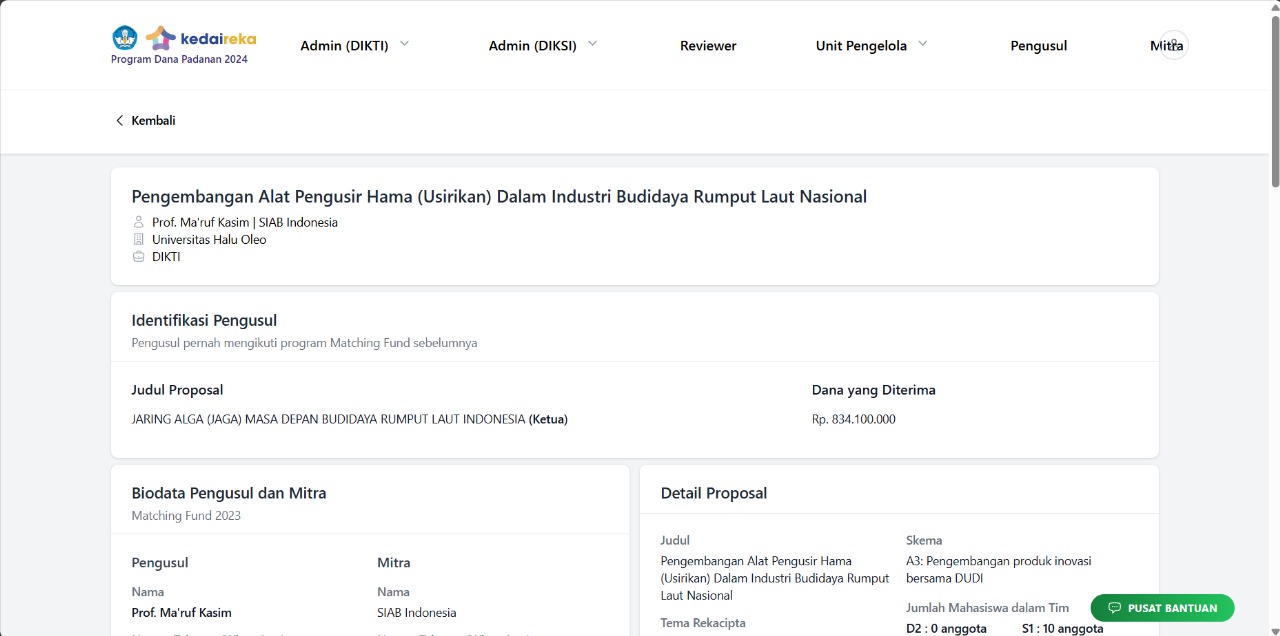 kedaireka
Program Dana Padanan 2024
Admin (DIKTI)
Admin (DIKSI)
Reviewer
Unit Pengelola
Pengusul
Mitra
Kembali
Pengembangan Alat Pengusir Hama (Usirikan) Dalam Industri Budidaya Rumput Laut Nasional
Prof. Ma'ruf Kasim | SIAB Indonesia
Universitas Halu Oleo
DIKTI
Identifikasi Pengusul
Pengusul pernah mengikuti program Matching Fund sebelumnya
Judul Proposal
JARING ALGA (JAGA) MASA DEPAN BUDIDAYA RUMPUT LAUT INDONESIA (Ketua)
Dana yang Diterima
Rp. 834.100.000
Biodata Pengusul dan Mitra
Matching Fund 2023
Pengusul
Nama
Prof. Ma'ruf Kasim
Mitra
Nama
SIAB Indonesia
Detail Proposal
Judul
Pengembangan Alat Pengusir Hama
(Usirikan) Dalam Industri Budidaya Rumput
Laut Nasional
Tema Rekacipta
Skema
A3: Pengembangan produk inovasi
bersama DUDI
Jumlah Mahasiswa dalam Tim
D2 : 0 anggota
S1 : 10 anggota
PUSAT BANTUAN